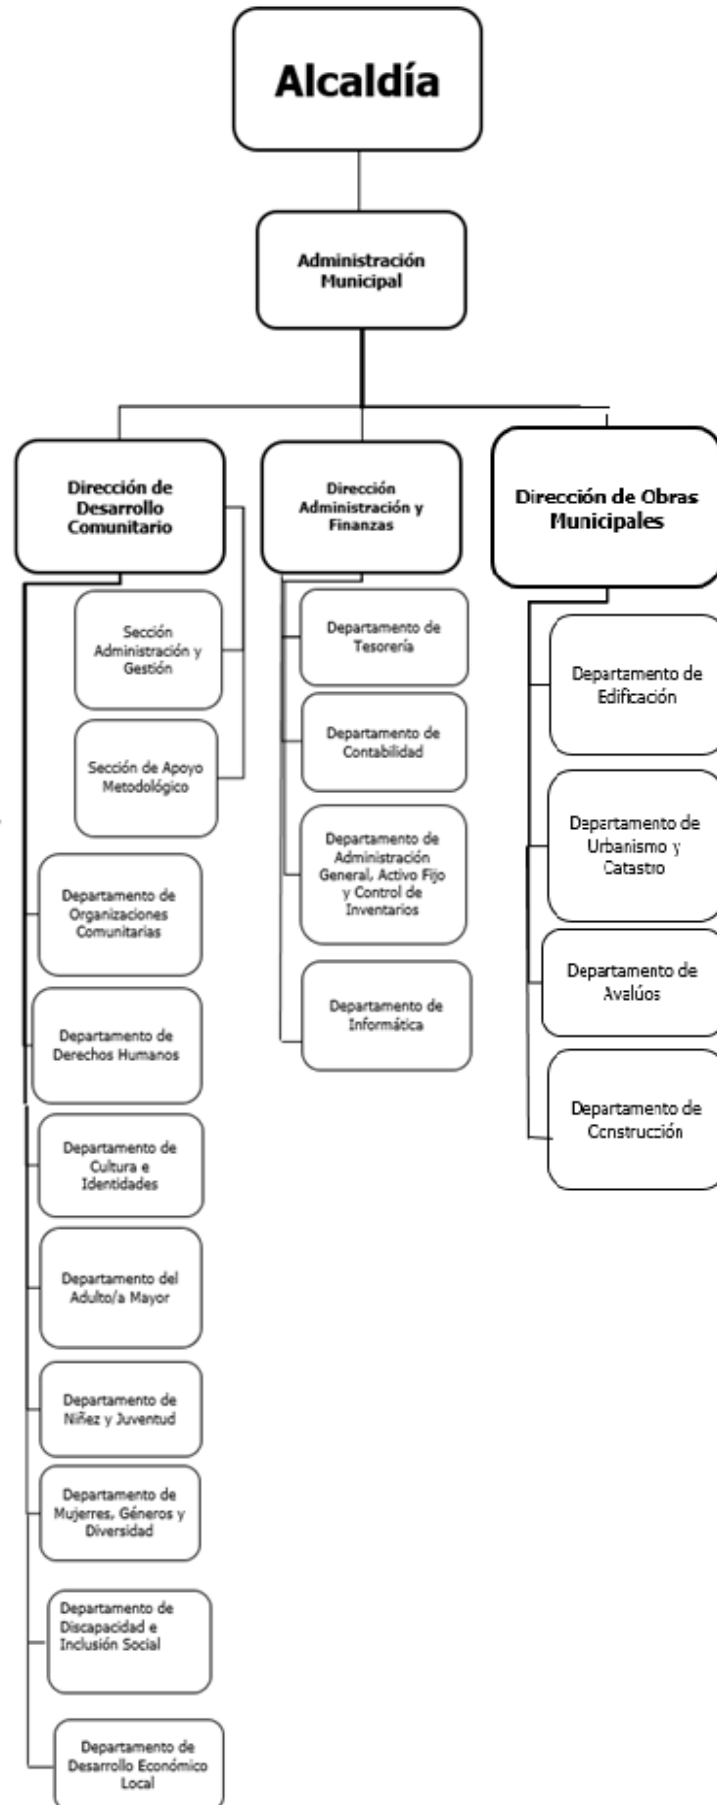 Alcaldía
Administración
Municipal
Dirección de
Desarrollo
Comunitario
Sección
Administración y
Gestión
Sección de Apoyo
Metodológico
Departamento de
Organizaciones
Comunitarias
Departamento de
Derechos Humanos
Departamento de
Cultura e
Identidades
Departamento del
Adulto/a Mayor
Departamento de
Niñez y Juventud
Departamento de
Mujerres, Géneros y
Diversidad
Departamento de
Discapacidad e
Inclusión Social
Departamento de
Desarrollo Económico
Local
Dirección
Administración y
Finanzas
Departamento de
Tesorería
Departamento de
Contabilidad
Departamento de
Administración
General, Activo Fijo
y Control de
Inventarios
Departamento de
Informática
Dirección de Obras
Municipales
Departamento de
Edificación
Departamento de
Urbanismo y
Catastro
Departamento de
Avalúos
Departamento de
Construcción